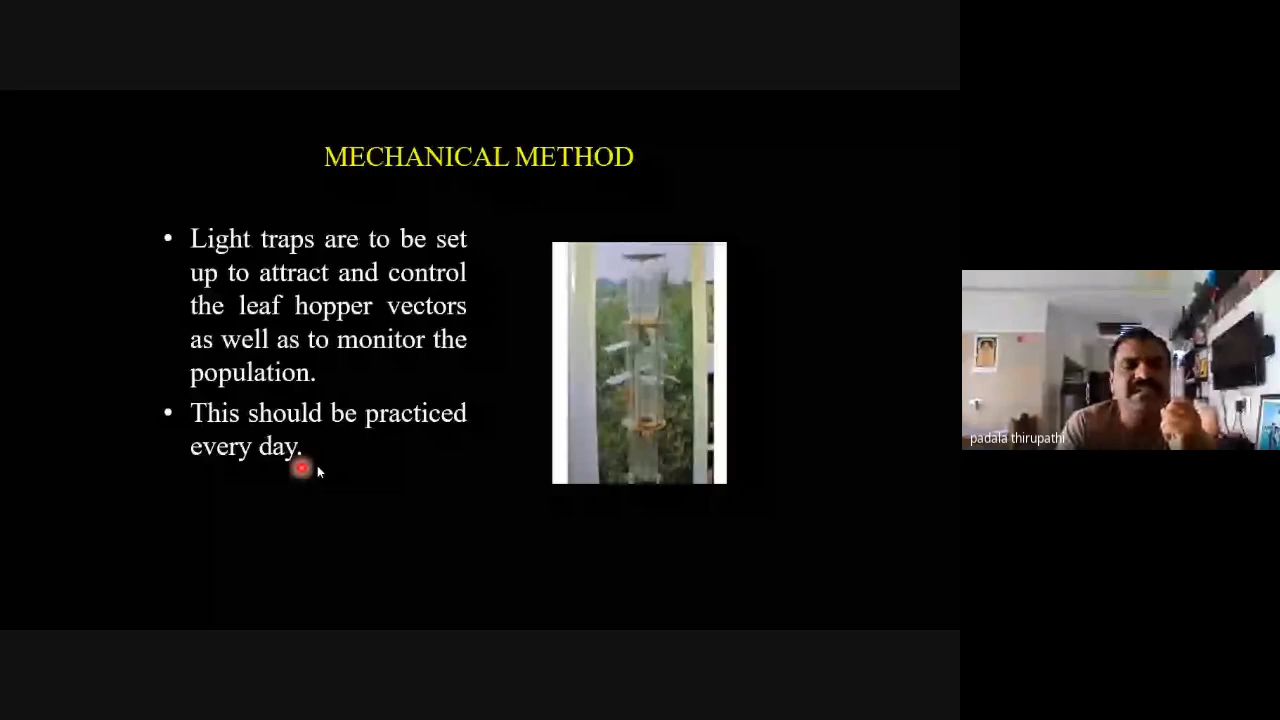 MECHANICAL METHOD
• Light traps are to be set
up to attract and control
the leaf hopper vectors
as well as to monitor the
population.
• This should be practiced
every day.
padala thirupathi